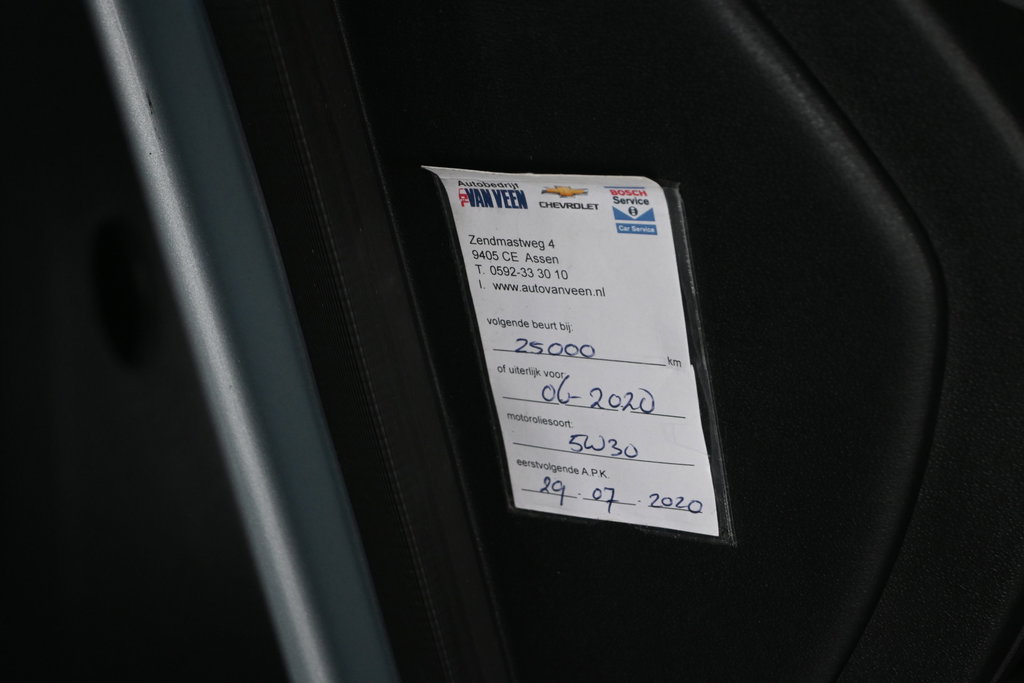 Autobedrijf
VAN VEEN
CHEVROLET
BOSCH
Service
Car Service
Zendmastweg 4
9405 CE Assen
T. 0592-33 30 10
I. www.autovanveen.nl
volgende beurt bij:
25000 km
of uiterlijk voor:
06-2020
motoroliesoort:
5W30
eerstvolgende A.P.K.
29.07.2020